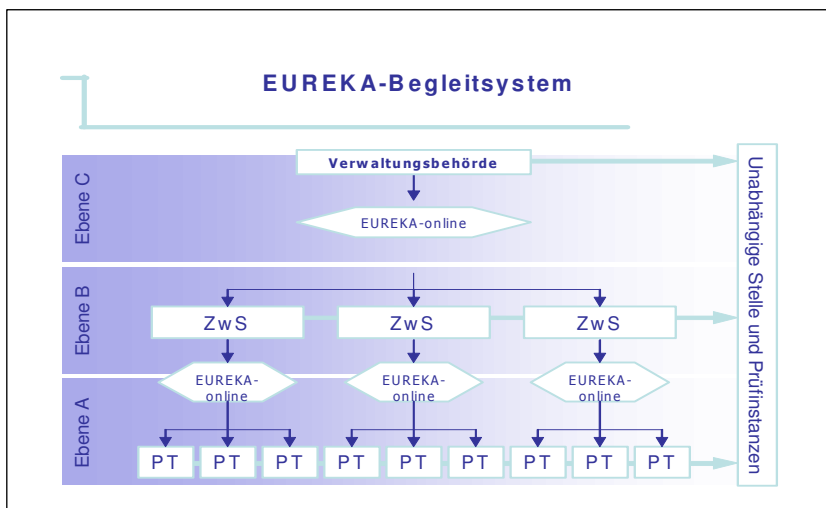 EUREKA-Begleitsystem
Ebene C
Verwaltungsbehörde
EUREKA-online
Ebene B
ZwS ZwS ZwS
Ebene A
EUREKA-
online
EUREKA-
online
EUREKA-
online
PT PT PT PT PT PT PT PT PT
Unabhängige Stelle und Prüfinstanzen